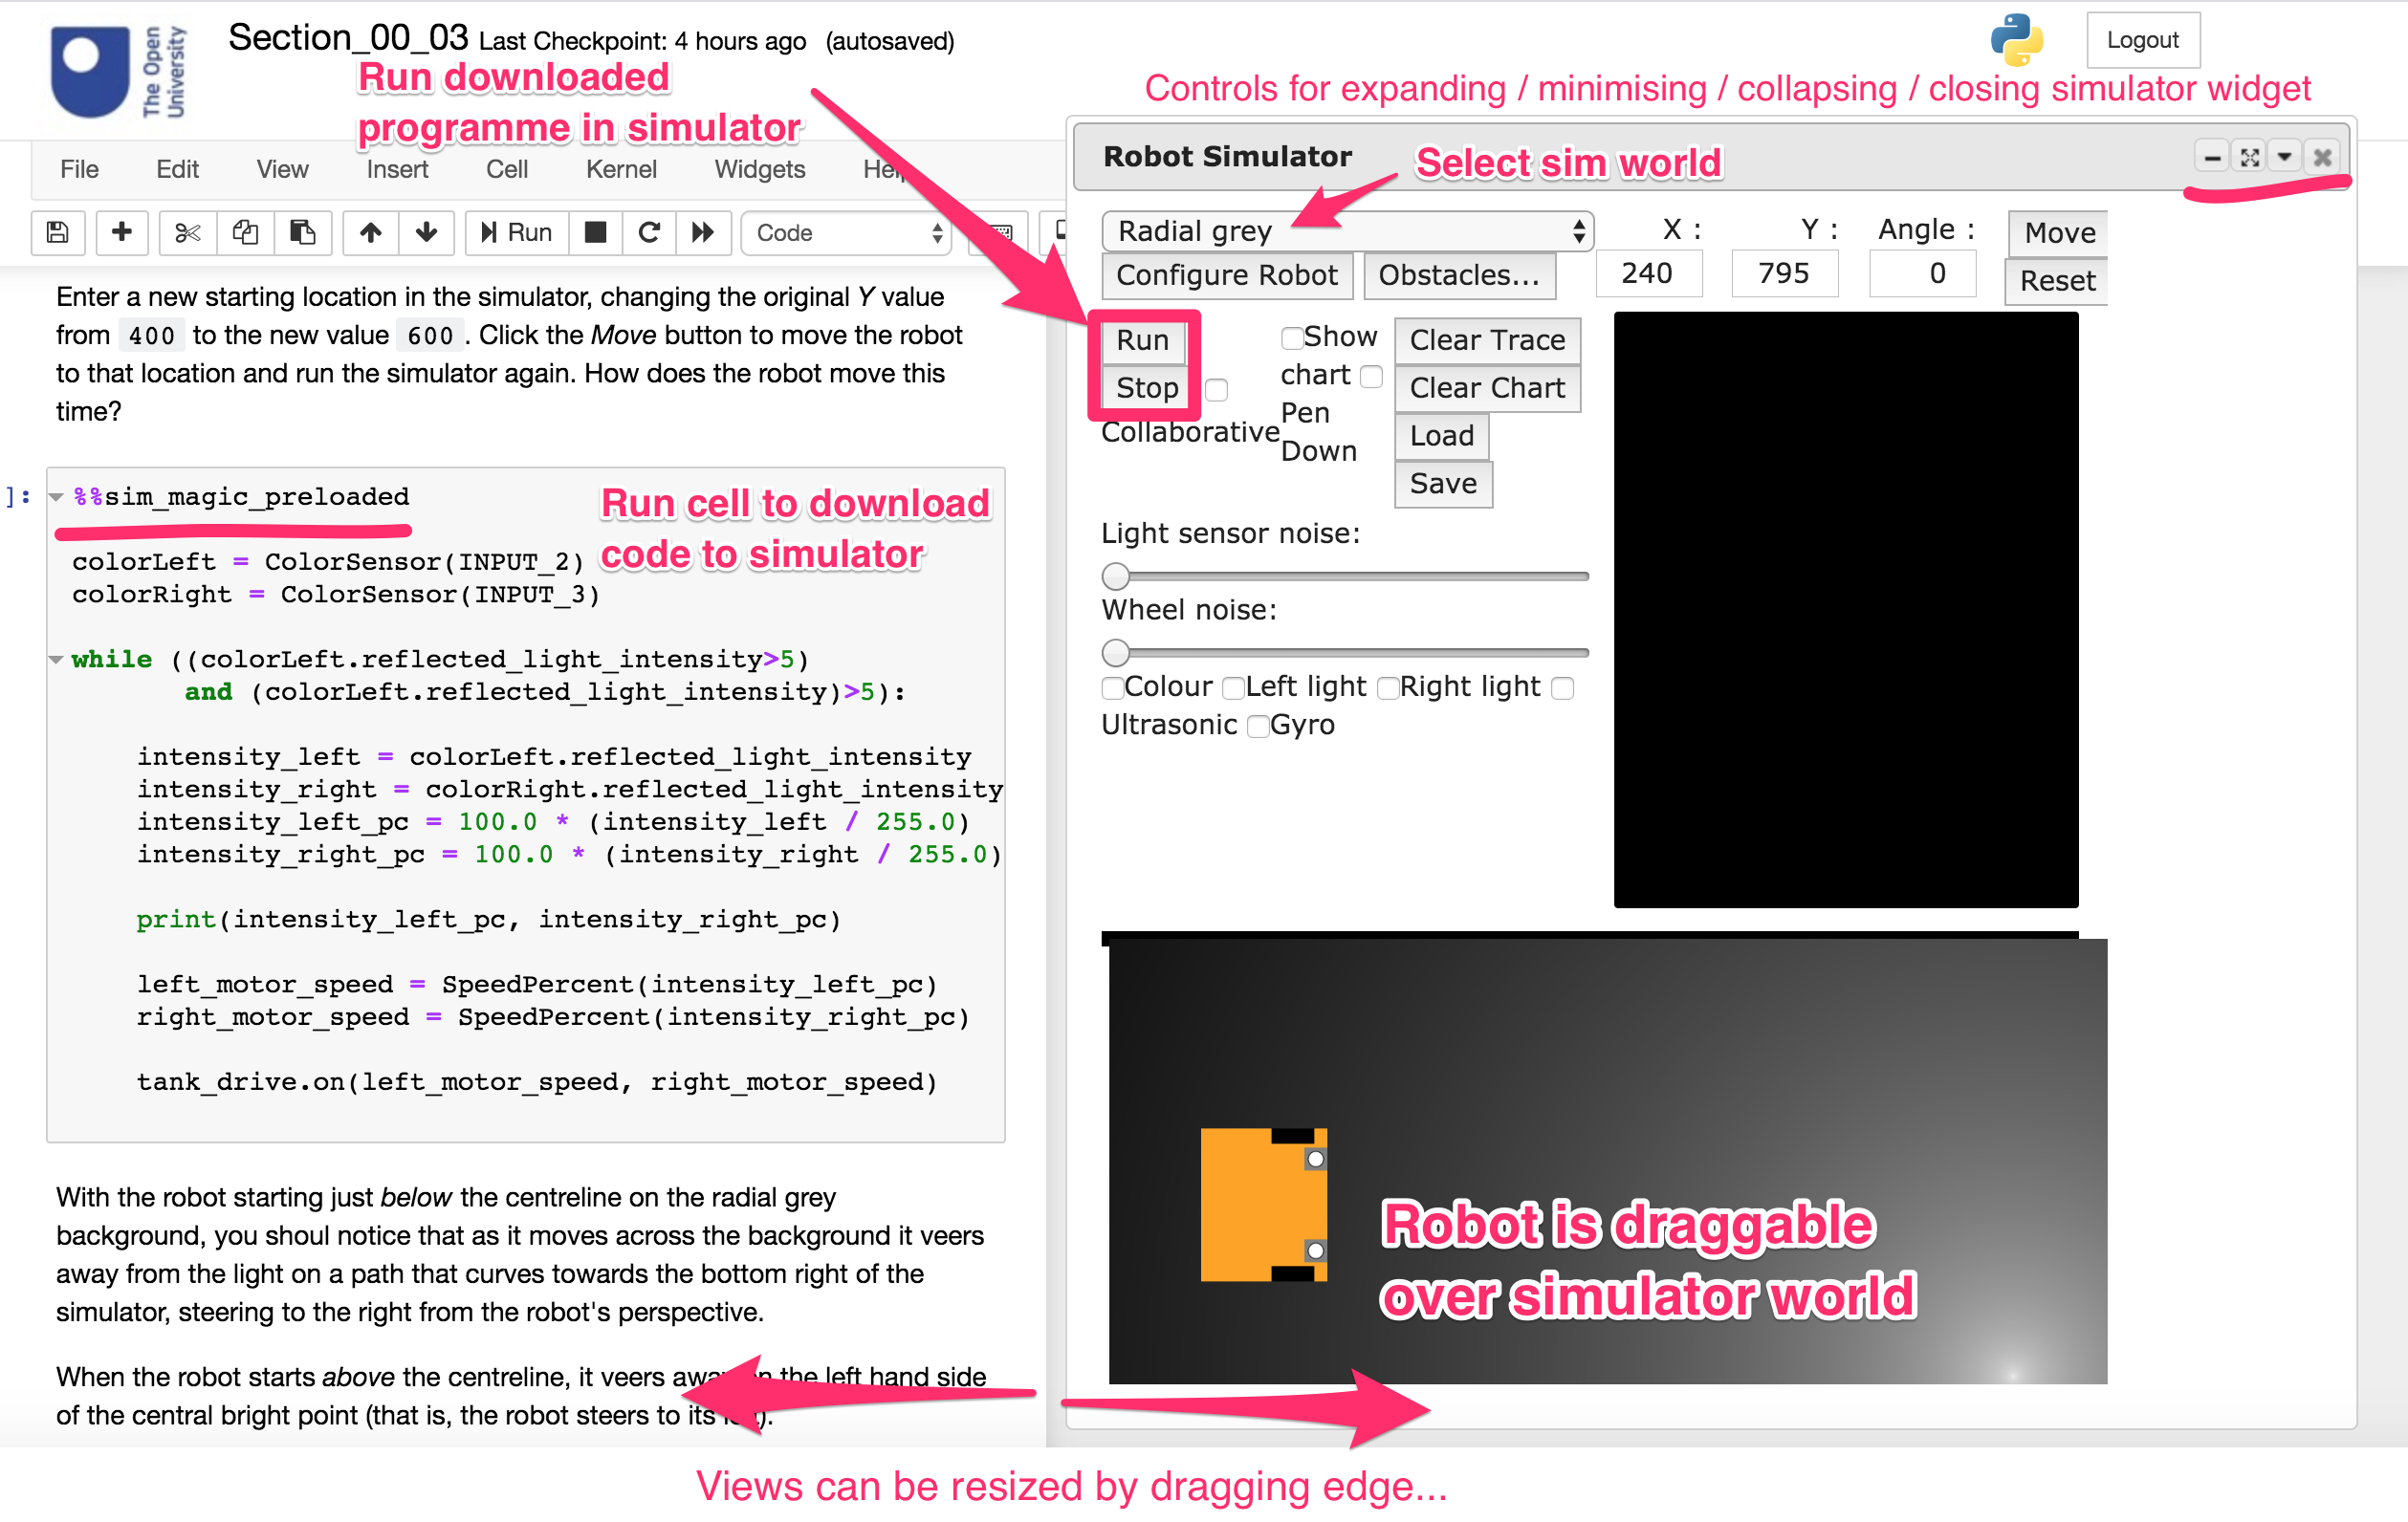 The Open
University
Section_00_03 Last Checkpoint: 4 hours ago (autosaved)
Logout
Run downloaded
programme in simulator
Controls for expanding / minimising / collapsing / closing simulator widget
File Edit View Insert Cell Kernel Widgets
Run Code
Robot Simulator
Select sim world
Radial grey
X : Y : Angle :
Move
Configure Robot Obstacles...
240 795 0
Reset
Run
Stop
Collaborative
Show
chart
Pen
Down
Clear Trace
Clear Chart
Load
Save
Light sensor noise:
Wheel noise:
Colour Left light Right light
Ultrasonic Gyro
Enter a new starting location in the simulator, changing the original Y value
from 400 to the new value 600 . Click the Move button to move the robot
to that location and run the simulator again. How does the robot move this
time?
]:
%%sim_magic_preloaded
Run cell to download
code to simulator
colorLeft = ColorSensor(INPUT_2)
colorRight = ColorSensor(INPUT_3)
while ((colorLeft.reflected_light_intensity>5)
and (colorLeft.reflected_light_intensity)>5):
intensity_left = colorLeft.reflected_light_intensity
intensity_right = colorRight.reflected_light_intensity
intensity_left_pc = 100.0 * (intensity_left / 255.0)
intensity_right_pc = 100.0 * (intensity_right / 255.0)
print(intensity_left_pc, intensity_right_pc)
left_motor_speed = SpeedPercent(intensity_left_pc)
right_motor_speed = SpeedPercent(intensity_right_pc)
tank_drive.on(left_motor_speed, right_motor_speed)
With the robot starting just below the centreline on the radial grey
background, you shoul notice that as it moves across the background it veers
away from the light on a path that curves towards the bottom right of the
simulator, steering to the right from the robot's perspective.
When the robot starts above the centreline, it veers the left hand side
of the central bright point (that is, the robot steers to its
Robot is draggable
over simulator world
Views can be resized by dragging edge...